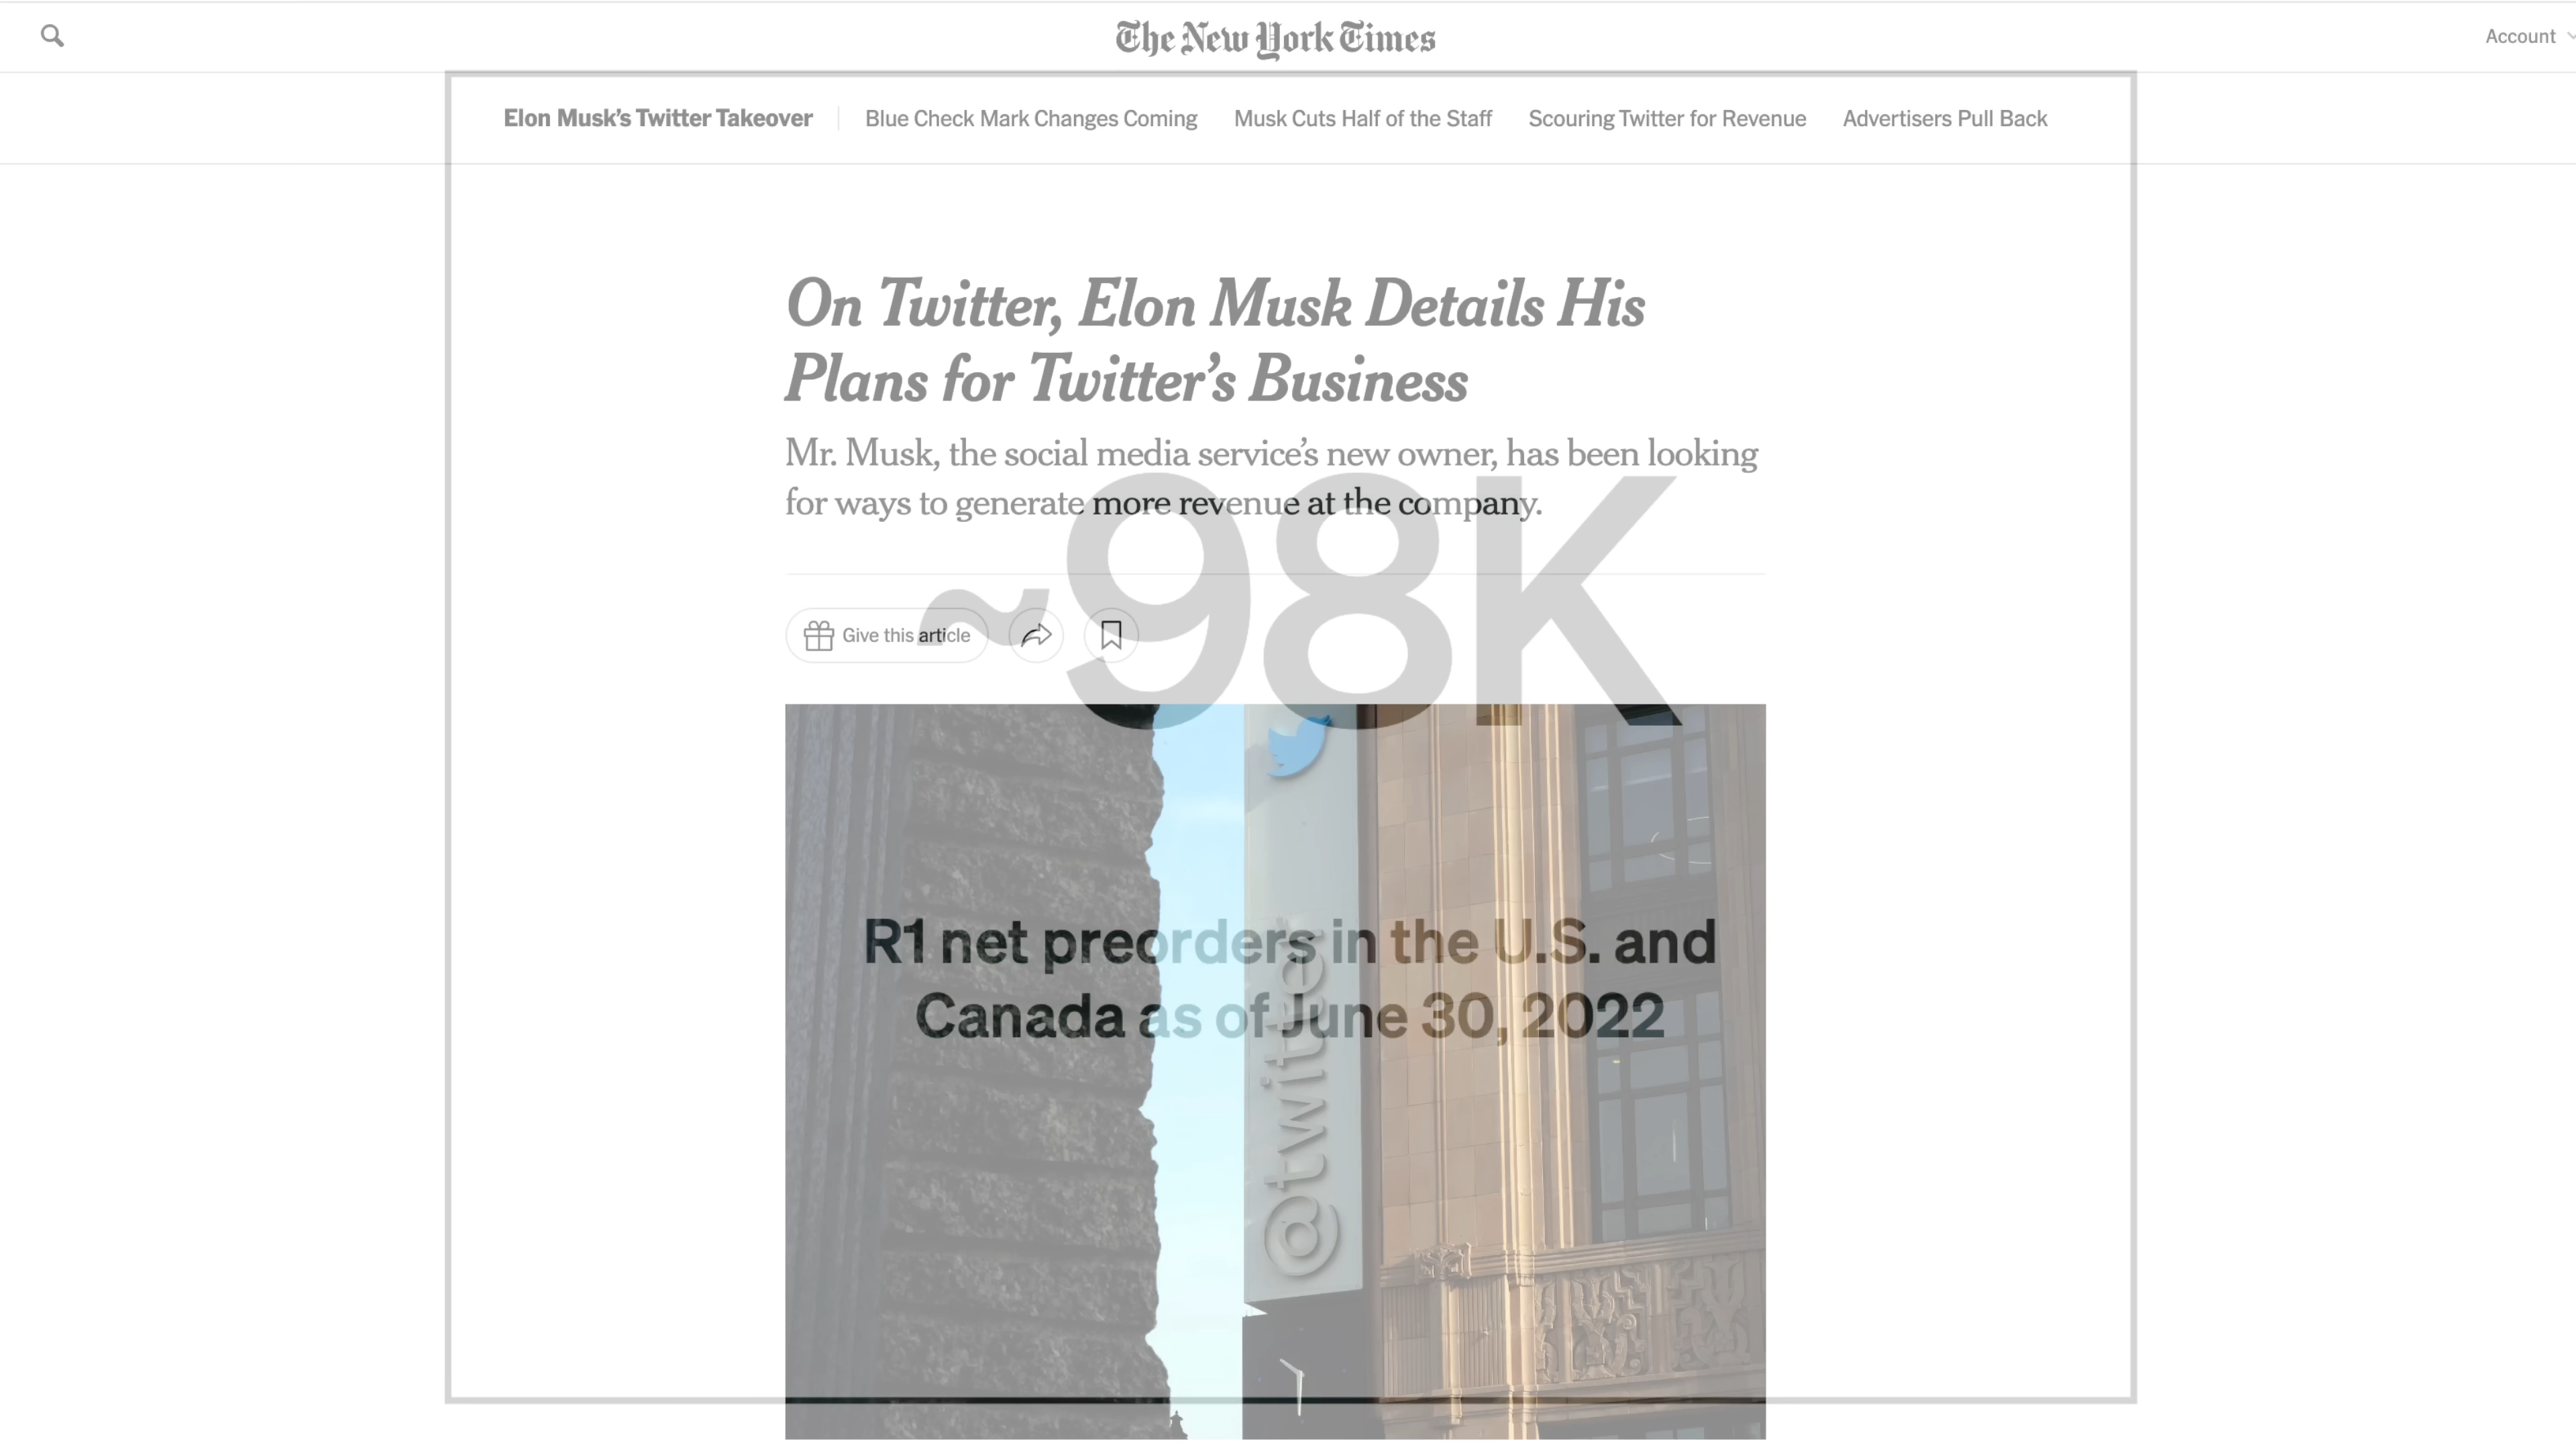 The New York Times
Account
Elon Musk’s Twitter Takeover
Blue Check Mark Changes Coming
Musk Cuts Half of the Staff
Scouring Twitter for Revenue
Advertisers Pull Back
On Twitter, Elon Musk Details His
Plans for Twitter’s Business
Mr. Musk, the social media service’s new owner, has been looking
for ways to generate more revenue at the company.
~98K
Give this article
R1 net preorders in the U.S. and
Canada as of June 30, 2022
@twitter